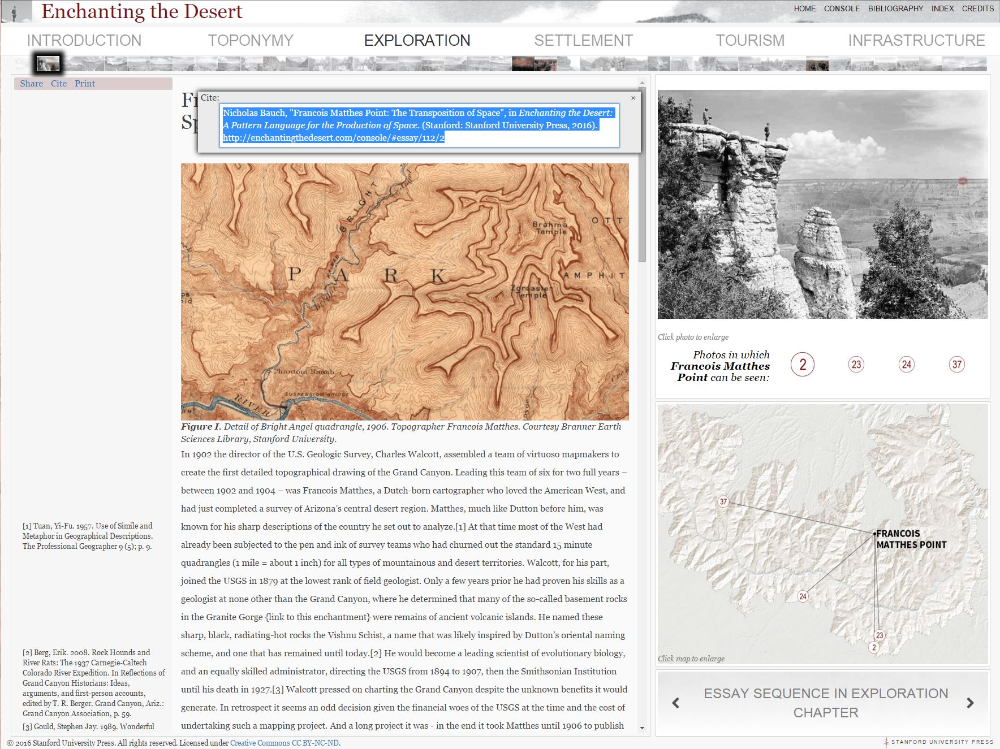 Enchanting the Desert
HOME CONSOLE BIBLIOGRAPHY INDEX CREDITS
INTRODUCTION TOPONYMY EXPLORATION SETTLEMENT TOURISM INFRASTRUCTURE
Share Cite Print
Cite: ×
Nicholas Bauch, "Francois Matthes Point: The Transposition of Space", in Enchanting the Desert:
A Pattern Language for the Production of Space. (Stanford: Stanford University Press, 2016).
http://enchantingthedesert.com/console/#essay/112/2
BRIGHT
Brahma
Temple
OTT
PARK
AMPHIT
Zoroaster
Temple
Phantom Ranch
SUSPENSION BRIDGE
RIVER
Creek
Figure I. Detail of Bright Angel quadrangle, 1906. Topographer Francois Matthes. Courtesy Branner Earth
Sciences Library, Stanford University.
In 1902 the director of the U.S. Geologic Survey, Charles Walcott, assembled a team of virtuoso mapmakers to
create the first detailed topographical drawing of the Grand Canyon. Leading this team of six for two full years –
between 1902 and 1904 – was Francois Matthes, a Dutch-born cartographer who loved the American West, and
had just completed a survey of Arizona’s central desert region. Matthes, much like Dutton before him, was
known for his sharp descriptions of the country he set out to analyze.[1] At that time most of the West had
already been subjected to the pen and ink of survey teams who had churned out the standard 15 minute
quadrangles (1 mile = about 1 inch) for all types of mountainous and desert territories. Walcott, for his part,
joined the USGS in 1879 at the lowest rank of field geologist. Only a few years prior he had proven his skills as a
geologist at none other than the Grand Canyon, where he determined that many of the so-called basement rocks
in the Granite Gorge {link to this enchantment} were remains of ancient volcanic islands. He named these
sharp, black, radiating-hot rocks the Vishnu Schist, a name that was likely inspired by Dutton’s oriental naming
scheme, and one that has remained until today.[2] He would become a leading scientist of evolutionary biology,
and an equally skilled administrator, directing the USGS from 1894 to 1907, then the Smithsonian Institution
until his death in 1927.[3] Walcott pressed on charting the Grand Canyon despite the unknown benefits it would
generate. In retrospect it seems an odd decision given the financial woes of the USGS at the time and the cost of
undertaking such a mapping project. And a long project it was - in the end it took Matthes until 1906 to publish
[1] Tuan, Yi-Fu. 1957. Use of Simile and
Metaphor in Geographical Descriptions.
The Professional Geographer 9 (5); p. 9.
[2] Berg, Erik. 2008. Rock Hounds and
River Rats: The 1937 Carnegie-Caltech
Colorado River Expedition. In Reflections of
Grand Canyon Historians: Ideas,
arguments, and first-person accounts,
edited by T. R. Berger. Grand Canyon, Ariz.:
Grand Canyon Association, p. 59.
[3] Gould, Stephen Jay. 1989. Wonderful
Click photo to enlarge
Photos in which
Francois Matthes
Point can be seen:
2 23 24 37
37
FRANCOIS
MATTHES POINT
24
23
2
Click map to enlarge
ESSAY SEQUENCE IN EXPLORATION
CHAPTER
© 2016 Stanford University Press. All rights reserved. Licensed under Creative Commons CC BY-NC-ND.
STANFORD UNIVERSITY PRESS